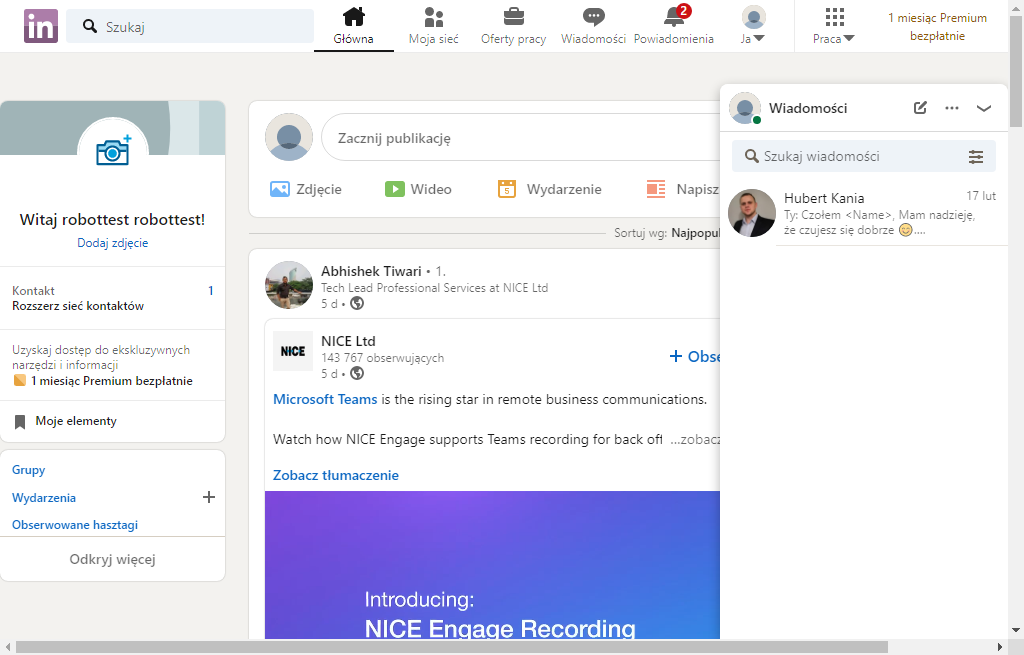 in
Szukaj
Główna
Moja sieć
Oferty pracy
Wiadomości
2
Powiadomienia
Ja
Praca
1 miesiąc Premium
bezpłatnie
Witaj robottest robottest!
Dodaj zdjęcie
Kontakt 1
Rozszerz sieć kontaktów
Uzyskaj dostęp do ekskluzywnych
narzędzi i informacji
1 miesiąc Premium bezpłatnie
Moje elementy
Grupy
Wydarzenia
Obserwowane hasztagi
Odkryj więcej
Zacznij publikację
Zdjęcie
Wideo
5
Wydarzenie
Napisz
Sortuj wg: Najpopul
Abhishek Tiwari • 1.
Tech Lead Professional Services at NICE Ltd
5 d •
NICE
NICE Ltd
143 767 obserwujących
5 d •
+ Obse
Microsoft Teams is the rising star in remote business communications.
Watch how NICE Engage supports Teams recording for back off ...zobacz
Zobacz tłumaczenie
Introducing:
NICE Engage Recording
Wiadomości
Szukaj wiadomości
Hubert Kania 17 lut
Ty: Czołem <Name>, Mam nadzieję,
że czujesz się dobrze 😊....